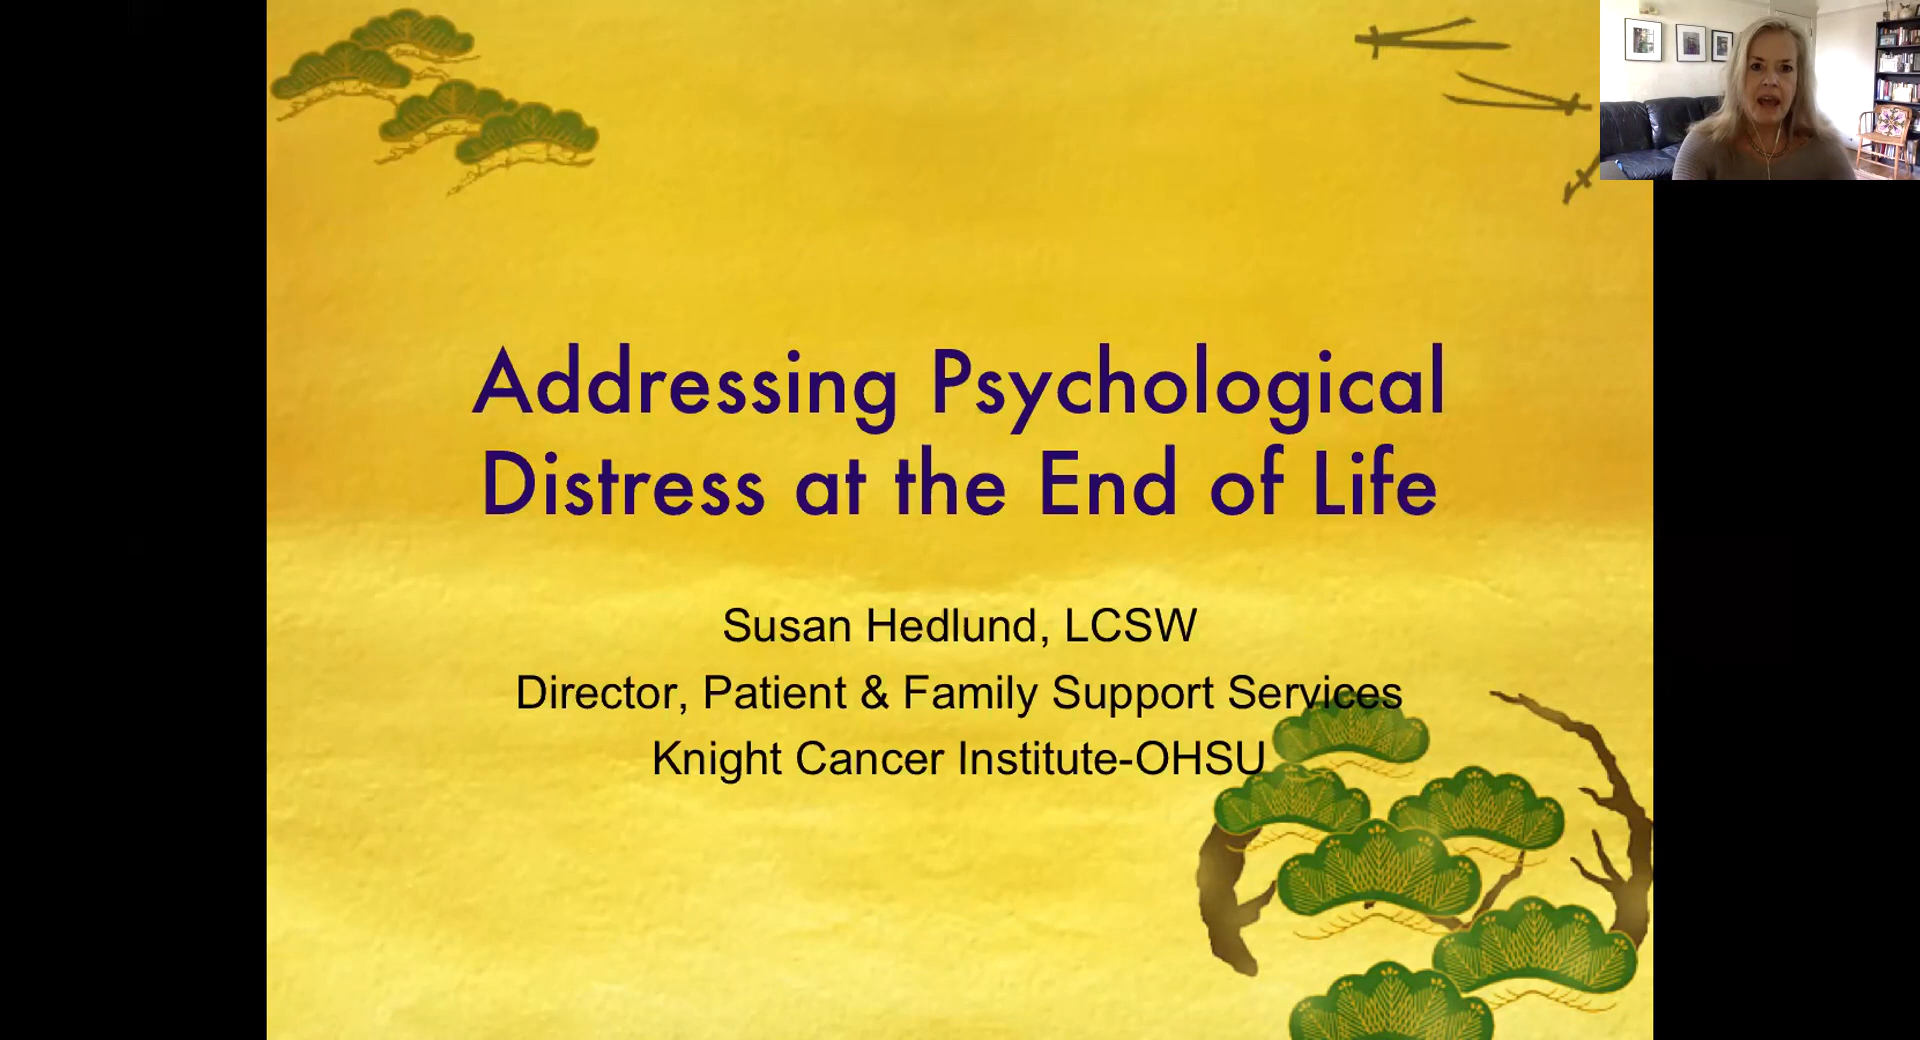 Addressing Psychological
Distress at the End of Life
Susan Hedlund, LCSW
Director, Patient & Family Support Services
Knight Cancer Institute-OHSU